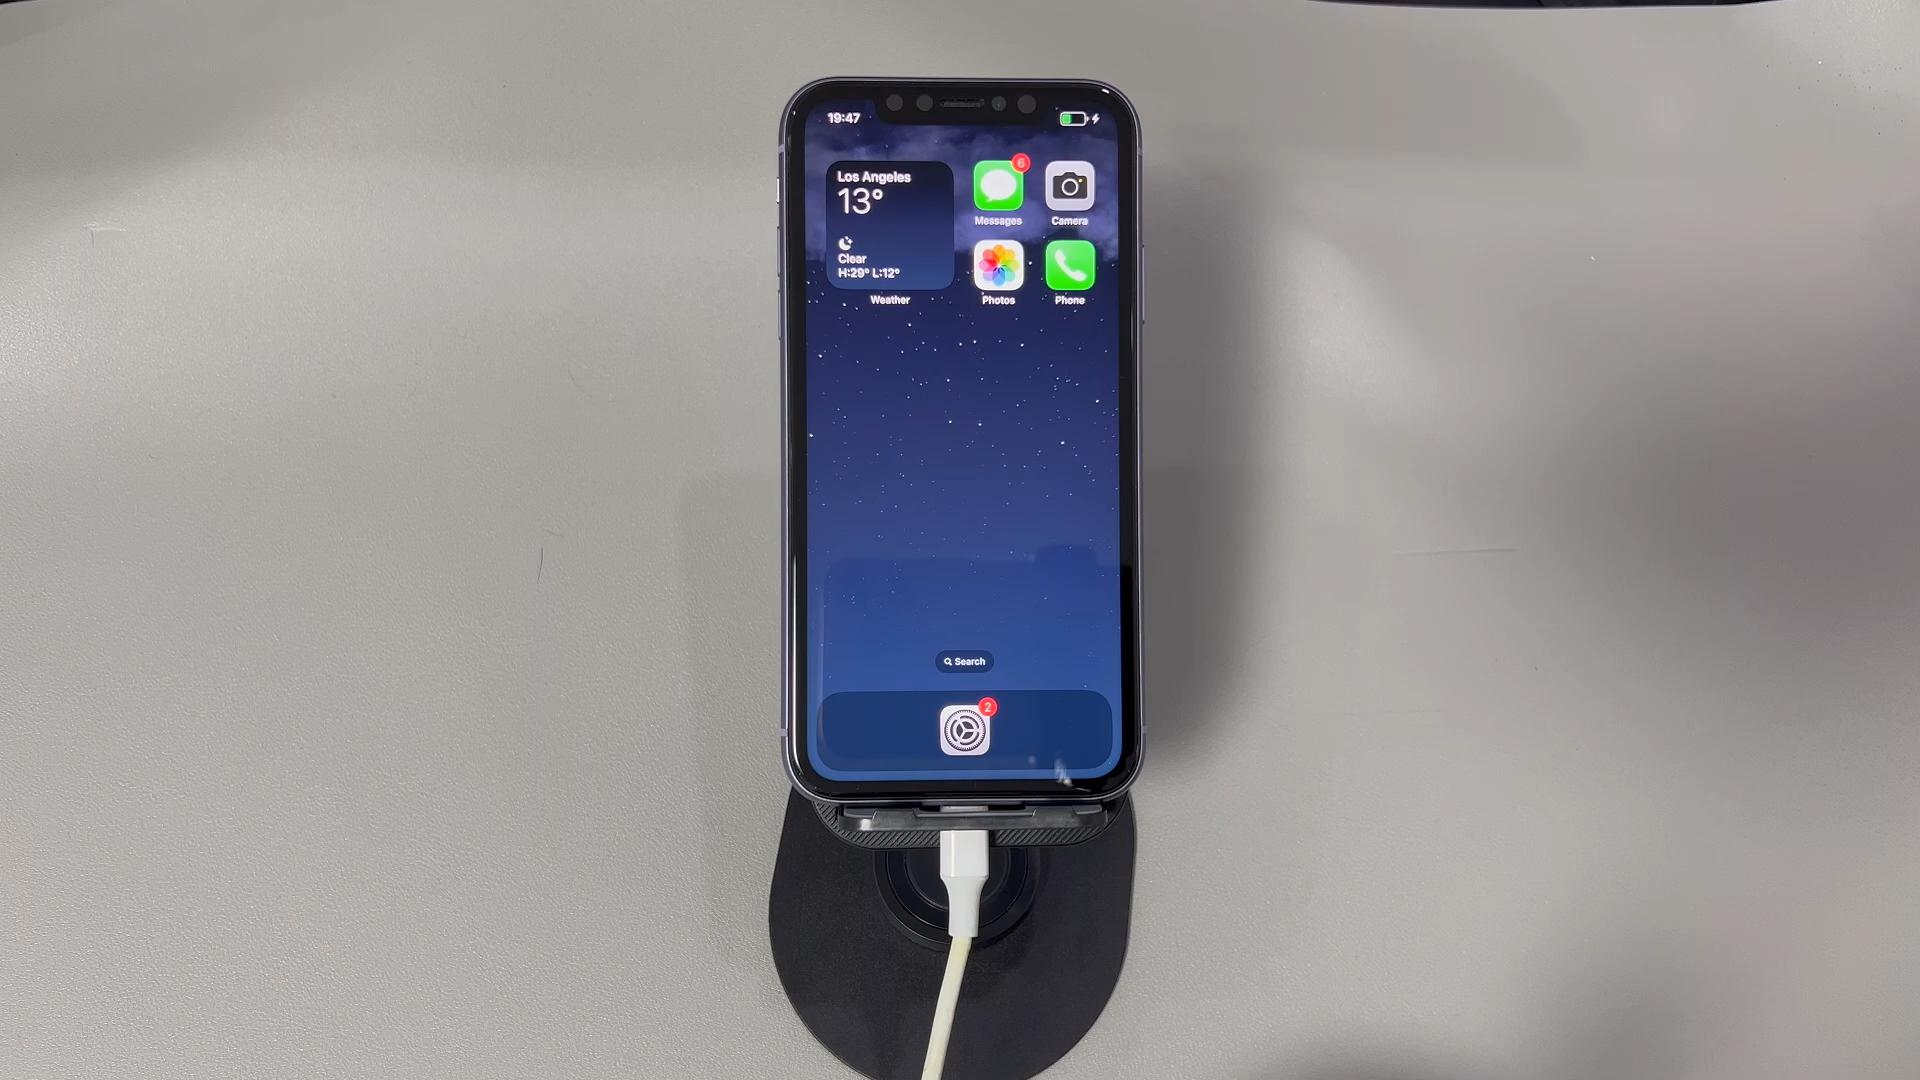 19:47
Los Angeles
13°
Clear
H:29° L:12°
Weather
6
Messages
Camera
Photos
Phone
Search
2